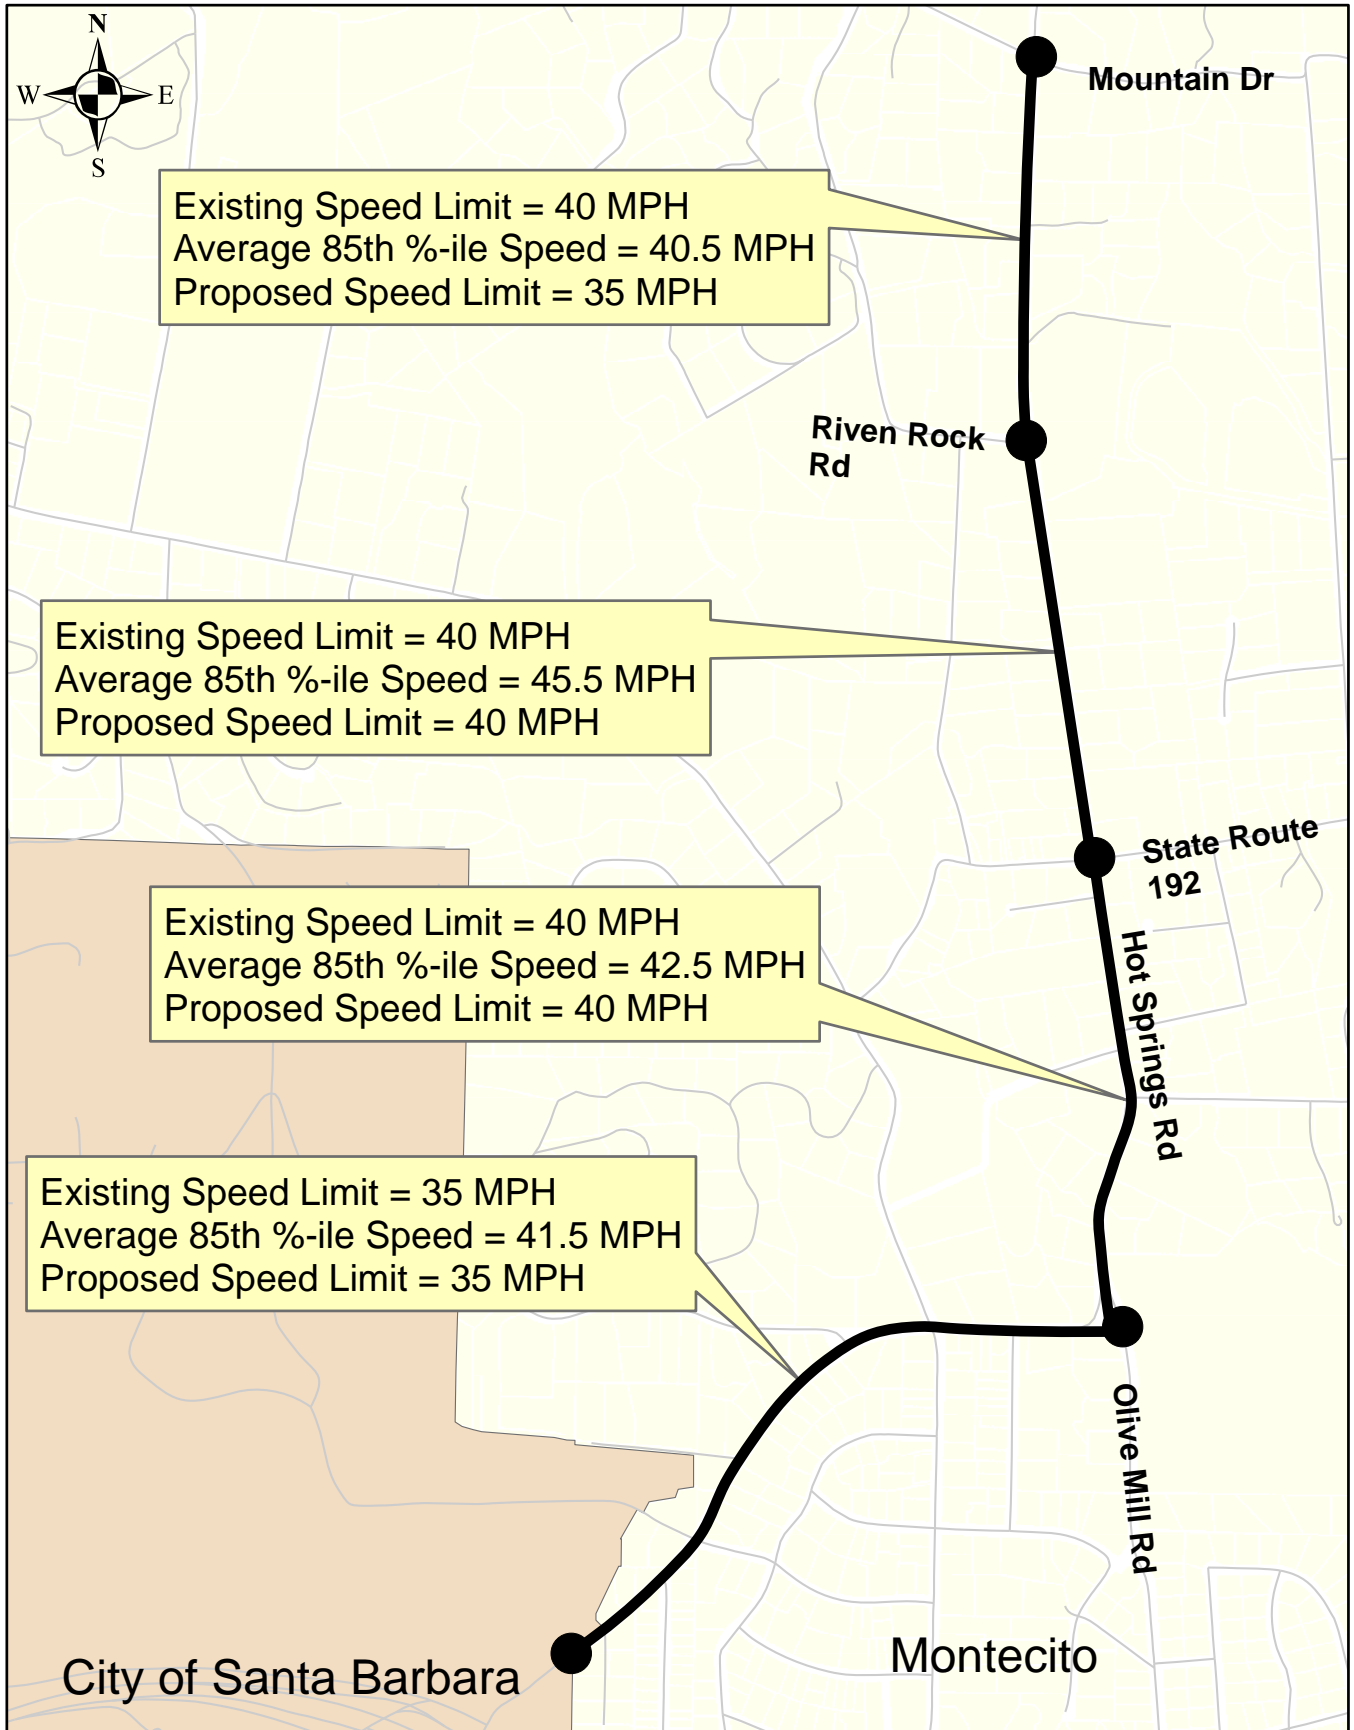 N
W E
S
Mountain Dr
Existing Speed Limit = 40 MPH
Average 85th %-ile Speed = 40.5 MPH
Proposed Speed Limit = 35 MPH
Riven Rock
Rd
Existing Speed Limit = 40 MPH
Average 85th %-ile Speed = 45.5 MPH
Proposed Speed Limit = 40 MPH
State Route
192
Existing Speed Limit = 40 MPH
Average 85th %-ile Speed = 42.5 MPH
Proposed Speed Limit = 40 MPH
Hot Springs Rd
Existing Speed Limit = 35 MPH
Average 85th %-ile Speed = 41.5 MPH
Proposed Speed Limit = 35 MPH
Olive Mill Rd
City of Santa Barbara
Montecito